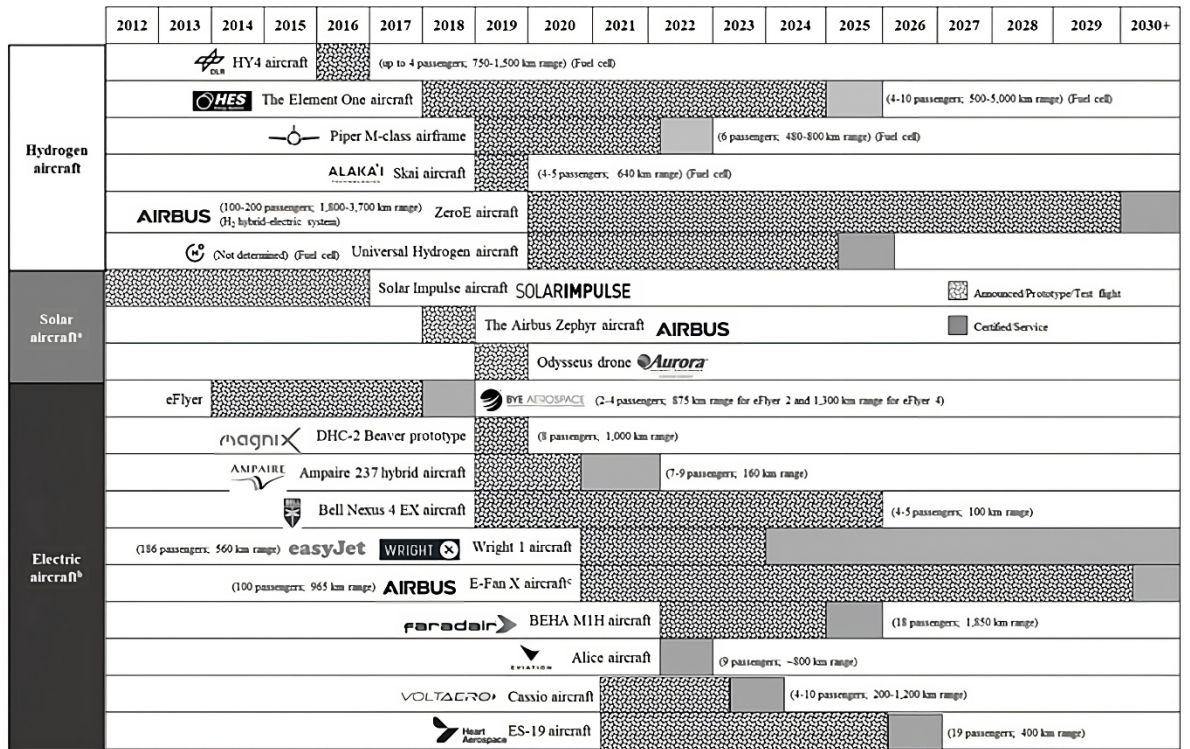 2012 2013 2014 2015 2016 2017 2018 2019 2020 2021 2022 2023 2024 2025 2026 2027 2028 2029 2030+
Hydrogen
aircraft
DLR HY4 aircraft (up to 4 passengers; 750-1,500 km range) (Fuel cell)
HES The Element One aircraft (4-10 passengers; 500-5,000 km range) (Fuel cell)
Piper M-class airframe (6 passengers; 480-800 km range) (Fuel cell)
ALAKA'I Skai aircraft (4-5 passengers; 640 km range) (Fuel cell)
AIRBUS (100-200 passengers; 1,800-3,700 km range) ZeroE aircraft
(H₂ hybrid-electric system)
H (Not determined) (Fuel cell) Universal Hydrogen aircraft
Solar
aircraftᵃ
Solar Impulse aircraft SOLARIMPULSE
Announced/Prototype/Test flight
The Airbus Zephyr aircraft AIRBUS
Certified/Service
Odysseus drone Aurora
Electric
aircraftᵇ
eFlyer BYE AEROSPACE (2-4 passengers; 875 km range for eFlyer 2 and 1,300 km range for eFlyer 4)
magniX DHC-2 Beaver prototype (8 passengers; 1,000 km range)
AMPAIRE Ampaire 237 hybrid aircraft (7-9 passengers; 160 km range)
BELL Bell Nexus 4 EX aircraft (4-5 passengers; 100 km range)
(186 passengers; 560 km range) easyJet WRIGHT Wright 1 aircraft
(100 passengers; 965 km range) AIRBUS E-Fan X aircraftᶜ
faradair BEHA M1H aircraft (18 passengers; 1,850 km range)
EVIATION Alice aircraft (9 passengers; ~800 km range)
VOLTAERO Cassio aircraft (4-10 passengers; 200-1,200 km range)
Heart Aerospace ES-19 aircraft (19 passengers; 400 km range)